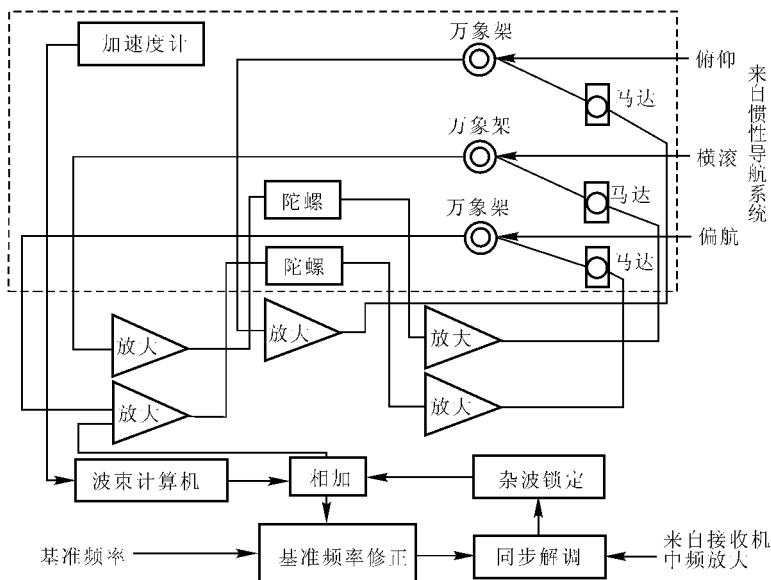 加速度计
万象架
俯仰
马达
万象架
横滚
马达
陀螺
万象架
偏航
马达
陀螺
来白惯性导航系统
放大
放大
放大
放大
放大
波束计算机
相加
杂波锁定
基准频率
基准频率修正
同步解调
来白接收机
中频放大